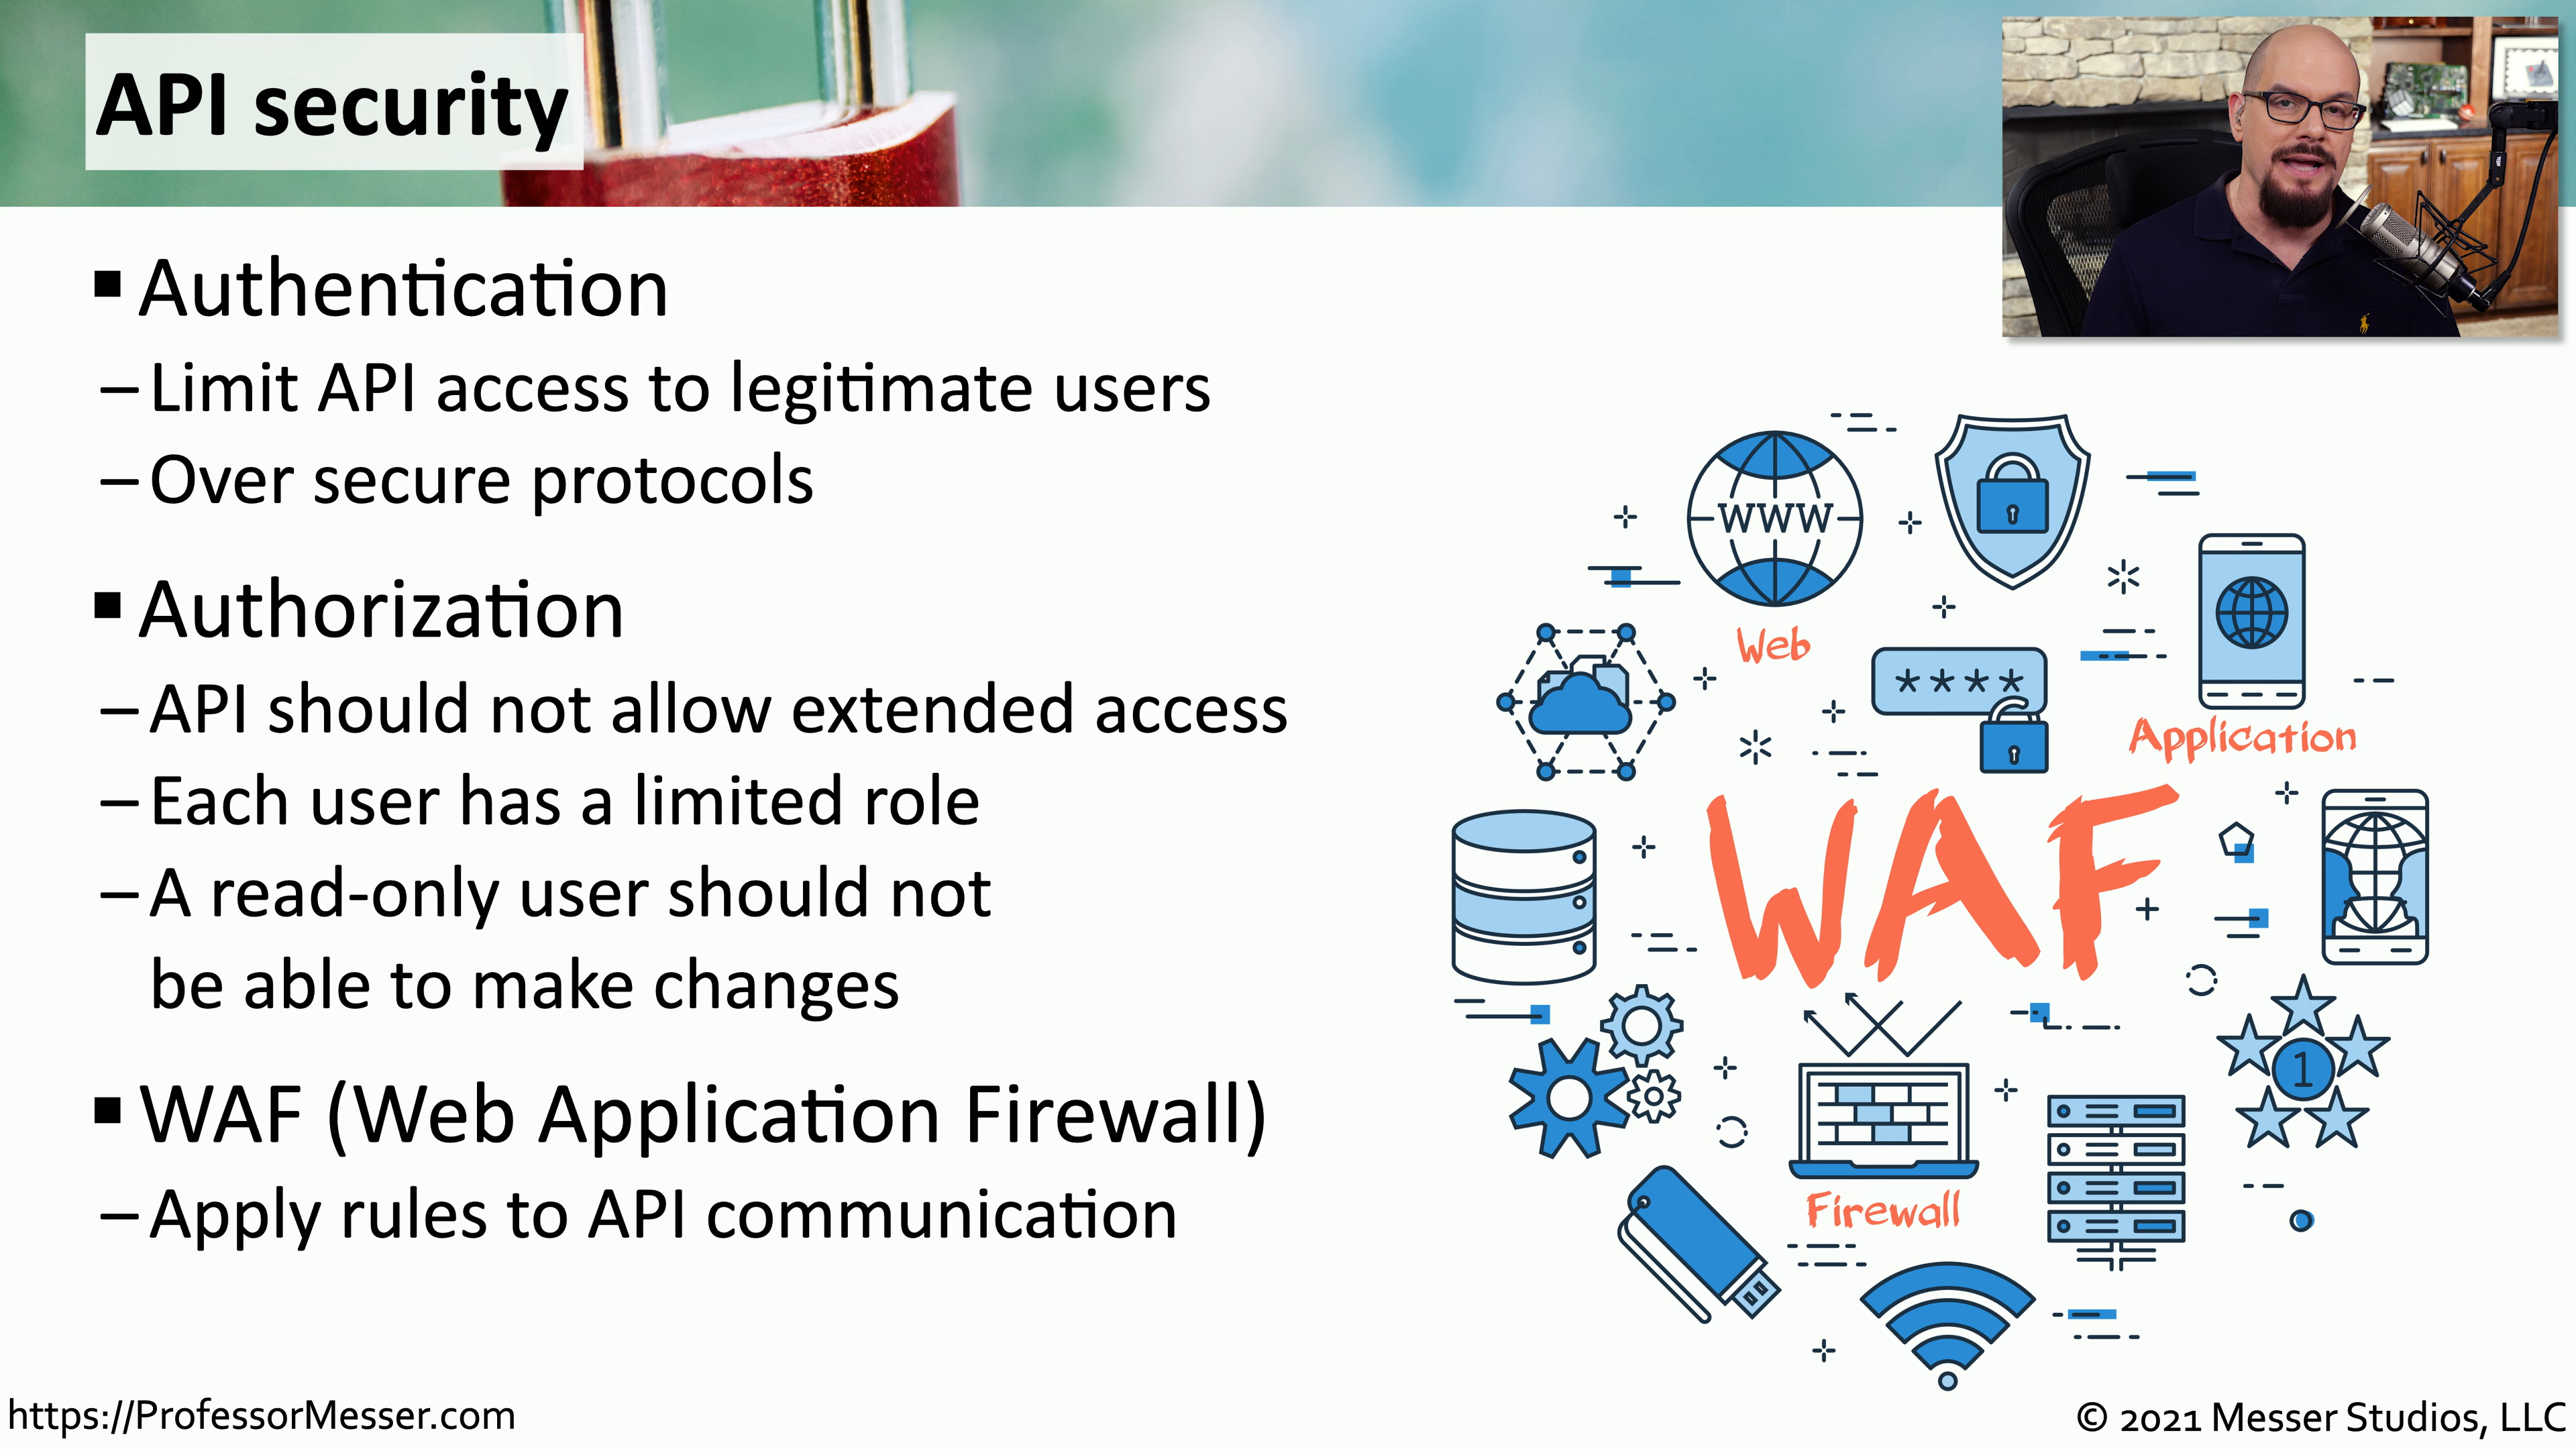 API security
▪ Authentication
– Limit API access to legitimate users
– Over secure protocols
▪ Authorization
– API should not allow extended access
– Each user has a limited role
– A read-only user should not
be able to make changes
▪ WAF (Web Application Firewall)
– Apply rules to API communication
WWW
Web
****
Application
WAF
1
Firewall
https://ProfessorMesser.com
© 2021 Messer Studios, LLC